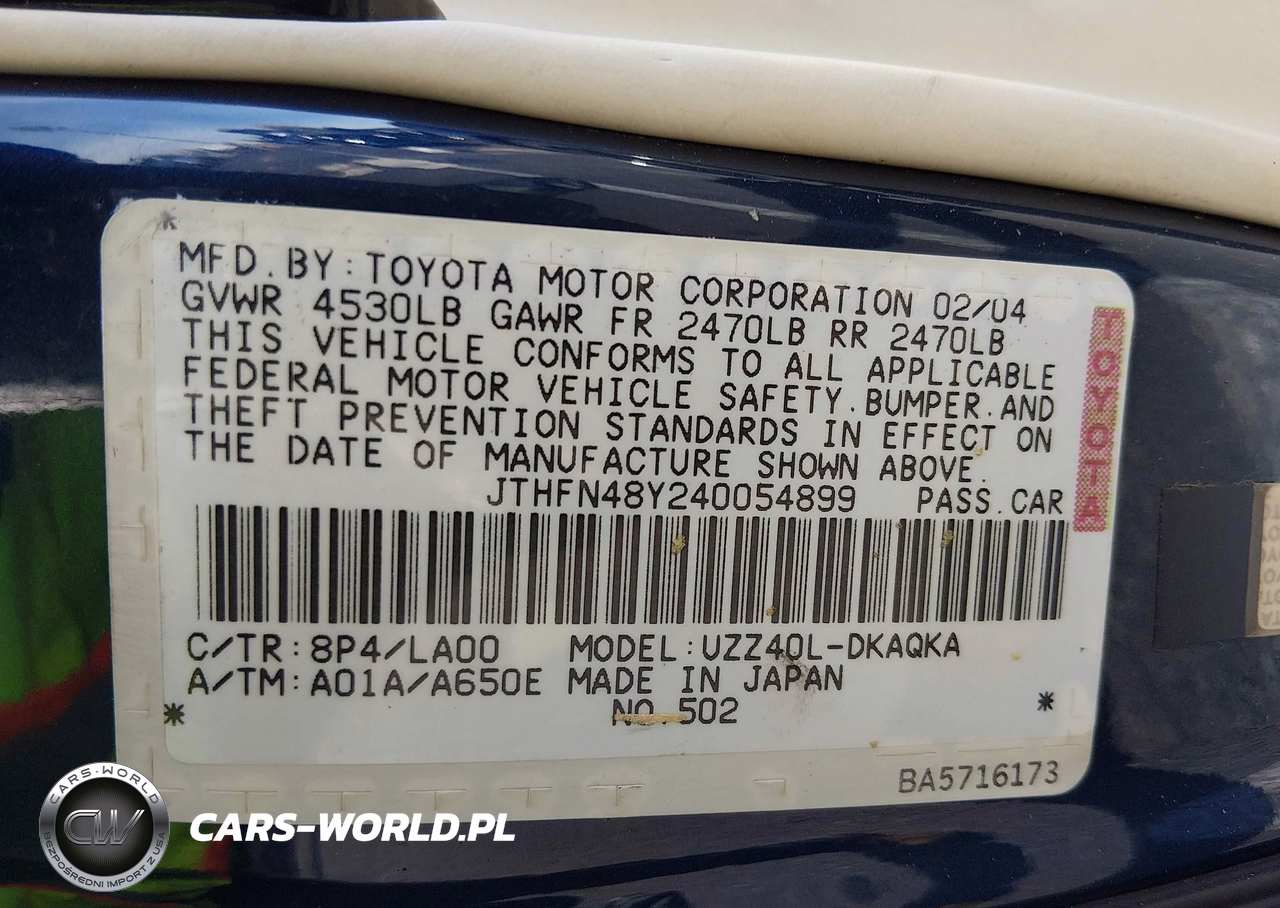 MFD. BY: TOYOTA MOTOR CORPORATION 02/04
GVWR 4530LB GAWR FR 2470LB RR 2470LB
THIS VEHICLE CONFORMS TO ALL APPLICABLE
FEDERAL MOTOR VEHICLE SAFETY. BUMPER. AND
THEFT PREVENTION STANDARDS IN EFFECT ON
THE DATE OF MANUFACTURE SHOWN ABOVE.
JTHFN48Y240054899 PASS. CAR
C/TR: 8P4/LA00 MODEL: UZZ40L-DKAQKA
A/TM: A01A/A650E MADE IN JAPAN
NO. 502
BA5716173
TOYOTA
CARS-WORLD
CW
BEZPOŚREDNI IMPORT Z USA
CARS-WORLD.PL